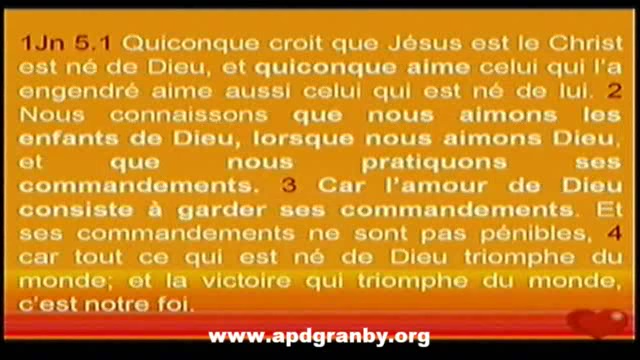 1Jn 5.1 Quiconque croit que Jésus est le Christ
est né de Dieu, et quiconque aime celui qui l'a
engendré aime aussi celui qui est né de lui. 2
Nous connaissons que nous aimons les
enfants de Dieu, lorsque nous aimons Dieu,
et que nous pratiquons ses
commandements. 3 Car l'amour de Dieu
consiste à garder ses commandements. Et
ses commandements ne sont pas pénibles, 4
car tout ce qui est né de Dieu triomphe du
monde; et la victoire qui triomphe du monde,
c'est notre foi.
www.apdgranby.org